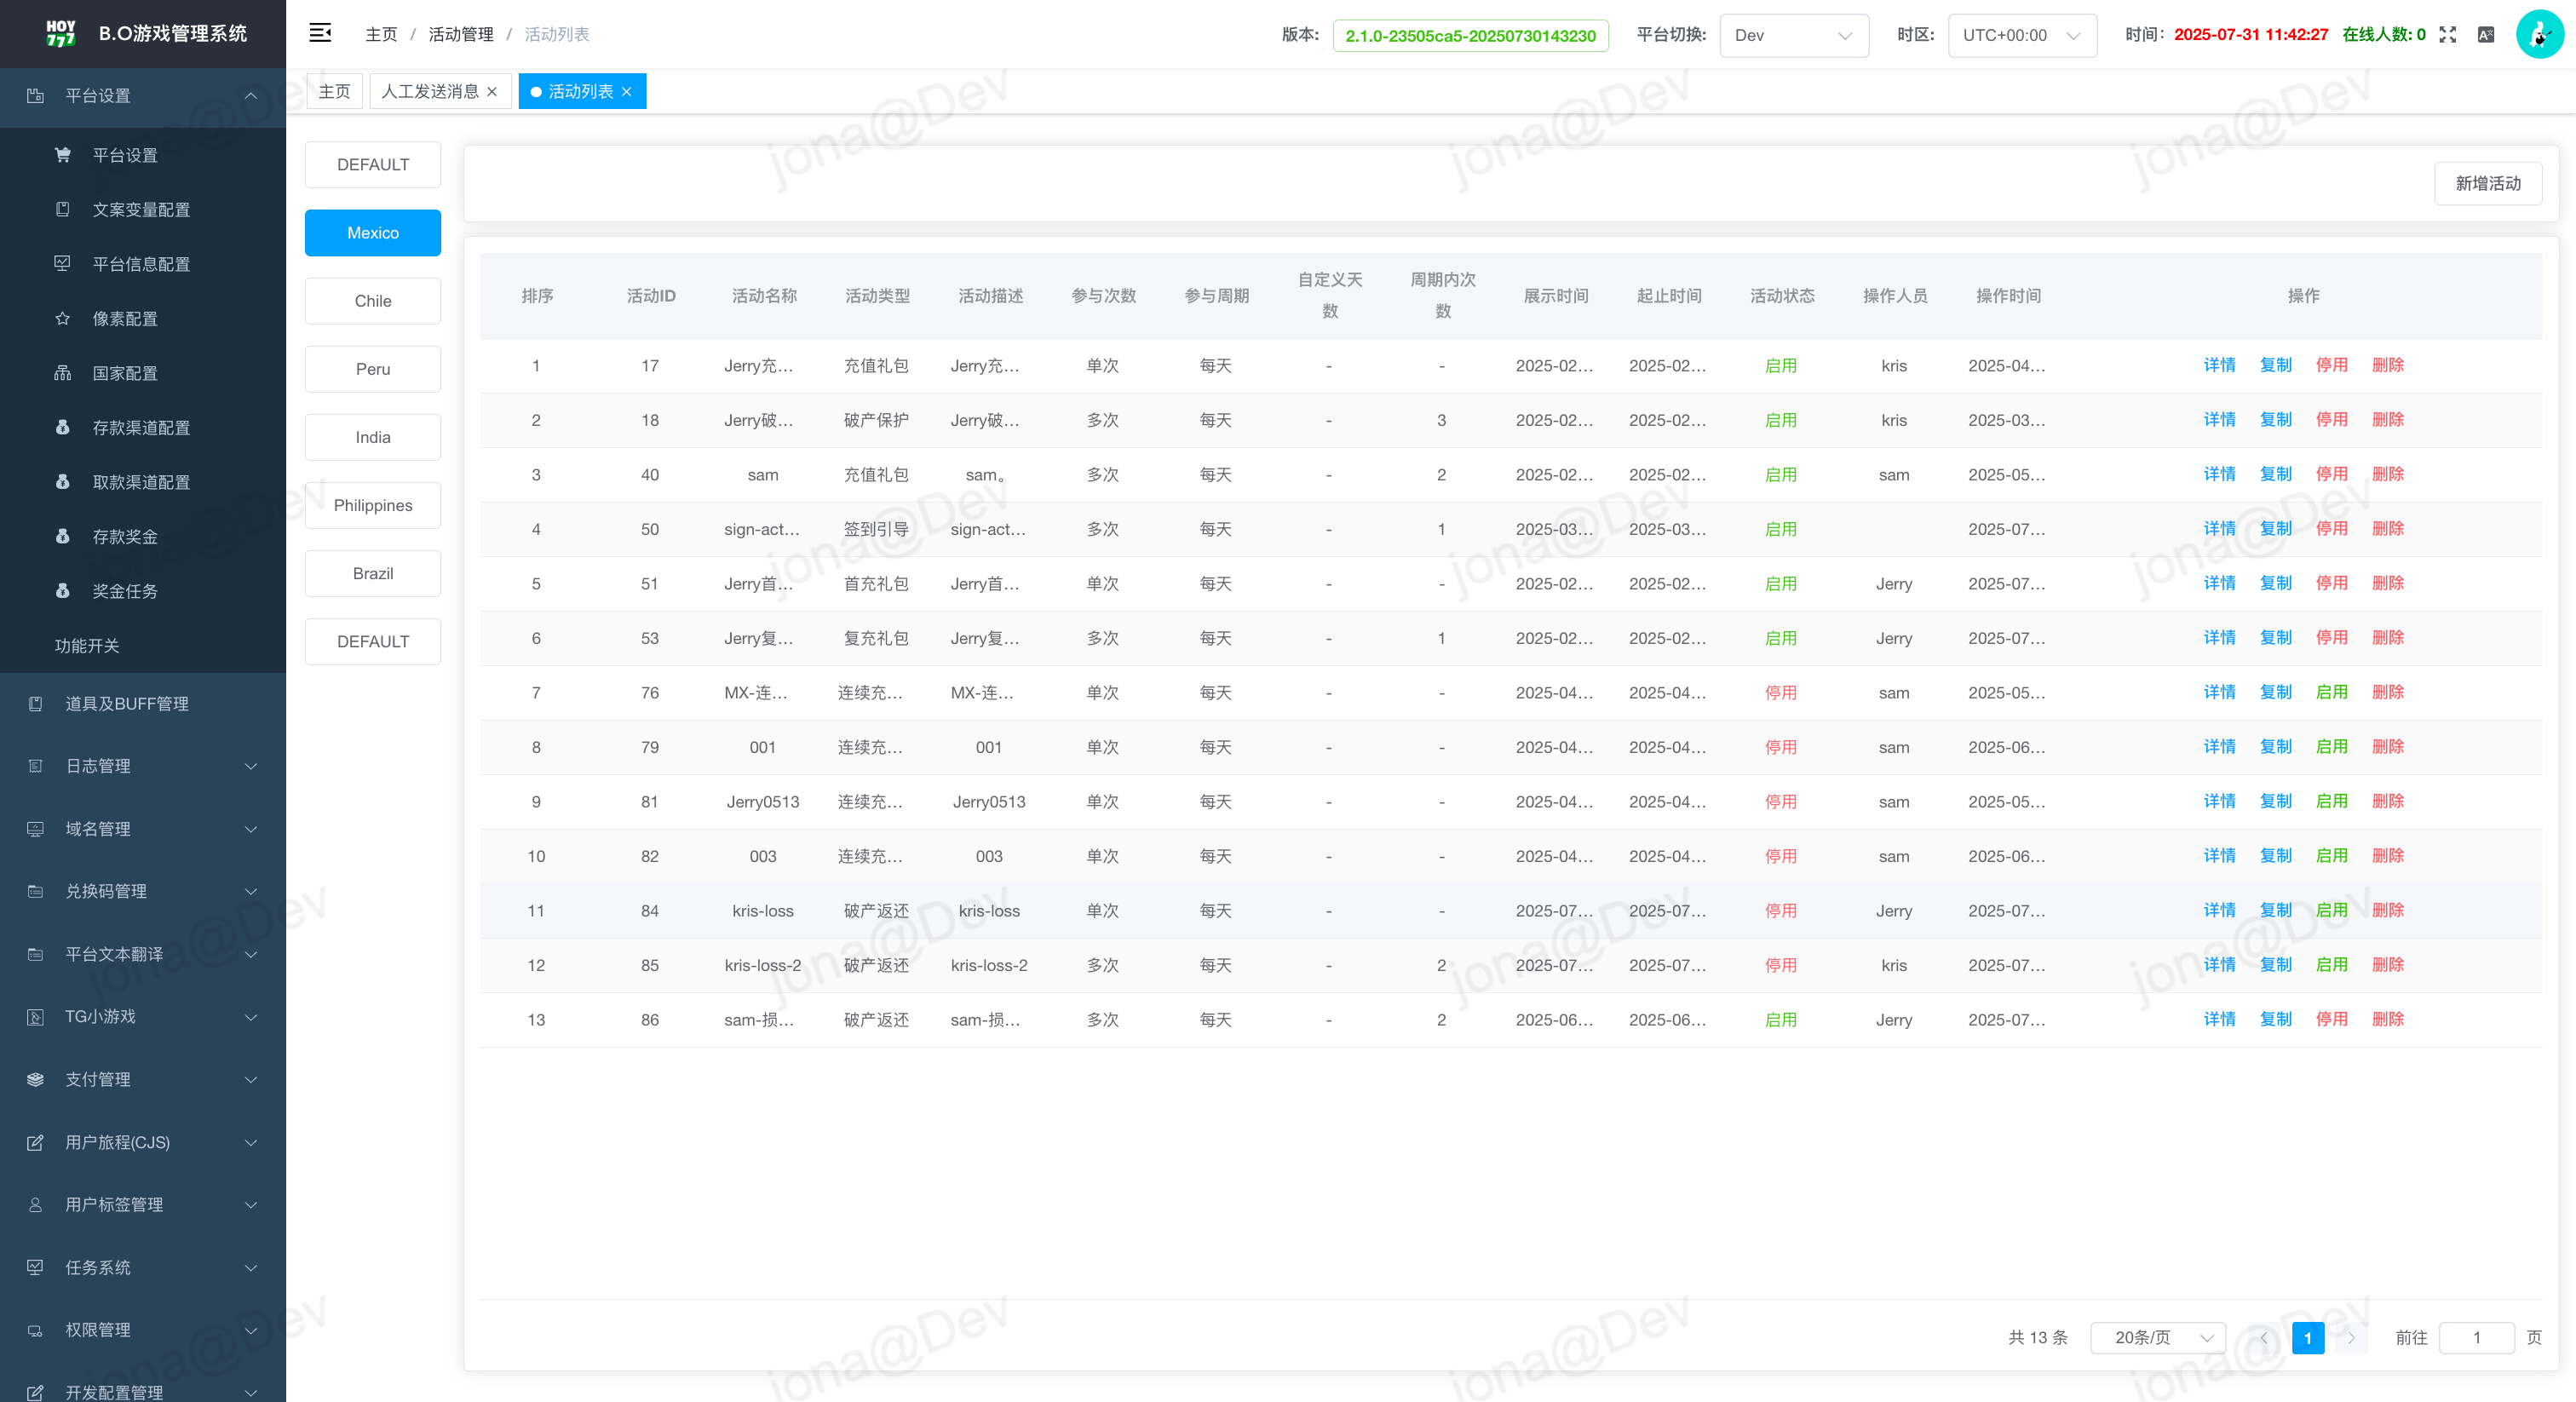 HOY
777
B.O游戏管理系统
主页 / 活动管理 / 活动列表
版本: 2.1.0-23505ca5-20250730143230 平台切换: Dev 时区: UTC+00:00 时间: 2025-07-31 11:42:27 在线人数: 0
主页 人工发送消息 活动列表
平台设置
平台设置
文案变量配置
平台信息配置
像素配置
国家配置
存款渠道配置
取款渠道配置
存款奖金
奖金任务
功能开关
道具及BUFF管理
日志管理
域名管理
兑换码管理
平台文本翻译
TG小游戏
支付管理
用户旅程(CJS)
用户标签管理
任务系统
权限管理
开发配置管理
DEFAULT
Mexico
Chile
Peru
India
Philippines
Brazil
DEFAULT
新增活动
排序 活动ID 活动名称 活动类型 活动描述 参与次数 参与周期 自定义天数 周期内次数 展示时间 起止时间 活动状态 操作人员 操作时间 操作
1 17 Jerry充... 充值礼包 Jerry充... 单次 每天 - - 2025-02... 2025-02... 启用 kris 2025-04... 详情 复制 停用 删除
2 18 Jerry破... 破产保护 Jerry破... 多次 每天 - 3 2025-02... 2025-02... 启用 kris 2025-03... 详情 复制 停用 删除
3 40 sam 充值礼包 sam。 多次 每天 - 2 2025-02... 2025-02... 启用 sam 2025-05... 详情 复制 停用 删除
4 50 sign-act... 签到引导 sign-act... 多次 每天 - 1 2025-03... 2025-03... 启用 2025-07... 详情 复制 停用 删除
5 51 Jerry首... 首充礼包 Jerry首... 单次 每天 - - 2025-02... 2025-02... 启用 Jerry 2025-07... 详情 复制 停用 删除
6 53 Jerry复... 复充礼包 Jerry复... 多次 每天 - 1 2025-02... 2025-02... 启用 Jerry 2025-07... 详情 复制 停用 删除
7 76 MX-连... 连续充... MX-连... 单次 每天 - - 2025-04... 2025-04... 停用 sam 2025-05... 详情 复制 启用 删除
8 79 001 连续充... 001 单次 每天 - - 2025-04... 2025-04... 停用 sam 2025-06... 详情 复制 启用 删除
9 81 Jerry0513 连续充... Jerry0513 单次 每天 - - 2025-04... 2025-04... 停用 sam 2025-05... 详情 复制 启用 删除
10 82 003 连续充... 003 单次 每天 - - 2025-04... 2025-04... 停用 sam 2025-06... 详情 复制 启用 删除
11 84 kris-loss 破产返还 kris-loss 单次 每天 - - 2025-07... 2025-07... 停用 Jerry 2025-07... 详情 复制 启用 删除
12 85 kris-loss-2 破产返还 kris-loss-2 多次 每天 - 2 2025-07... 2025-07... 停用 kris 2025-07... 详情 复制 启用 删除
13 86 sam-损... 破产返还 sam-损... 多次 每天 - 2 2025-06... 2025-06... 启用 Jerry 2025-07... 详情 复制 停用 删除
共 13 条 20条/页 1 前往 1 页
jona@Dev